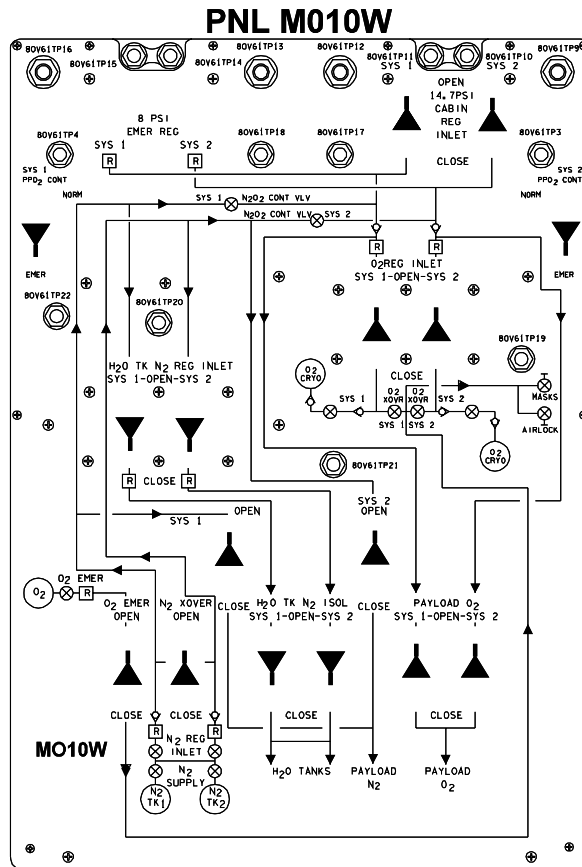 PNL M010W
80V61TP16
80V61TP15
80V61TP13
80V61TP14
80V61TP12
80V61TP11
SYS 1
80V61TP10
SYS 2
80V61TP9
OPEN
14.7PSI
CABIN
REG
INLET
CLOSE
8 PSI
EMER REG
SYS 1
SYS 2
R
R
80V61TP4
80V61TP18
80V61TP17
80V61TP3
SYS 1
PPO2 CONT
SYS 2
PPO2 CONT
NORM
NORM
SYS 1
N2O2 CONT VLV
N2O2 CONT VLV
SYS 2
EMER
EMER
R
R
O2REG INLET
SYS 1-OPEN-SYS 2
80V61TP22
80V61TP20
80V61TP19
H2O TK N2 REG INLET
SYS 1-OPEN-SYS 2
CLOSE
O2
CRYO
SYS 1
O2
XOVR
O2
XOVR
SYS 2
SYS 1
SYS 2
MASKS
AIRLOCK
O2
CRYO
80V61TP21
R
CLOSE
R
SYS 1
OPEN
SYS 2
OPEN
O2
O2 EMER
R
O2 EMER
OPEN
N2 XOVER
OPEN
CLOSE
H2O TK N2 ISOL
SYS 1-OPEN-SYS 2
CLOSE
PAYLOAD O2
SYS 1-OPEN-SYS 2
CLOSE
CLOSE
CLOSE
CLOSE
R
N2 REG
INLET
R
MO10W
N2
SUPPLY
N2
TK1
N2
TK2
H2O TANKS
PAYLOAD
N2
PAYLOAD
O2